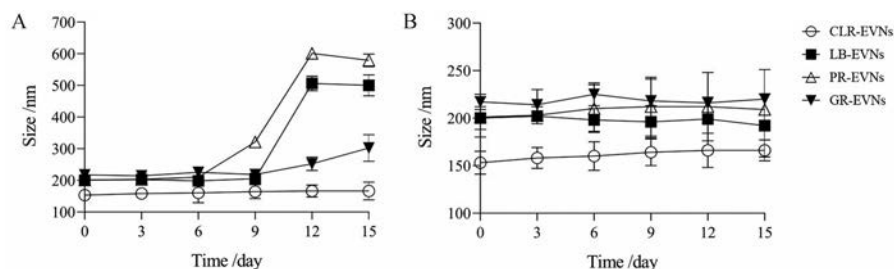 A
Size /nm
700
600
500
400
300
200
100
0
3
6
9
12
15
Time /day
B
Size /nm
300
250
200
150
100
0
3
6
9
12
15
Time /day
CLR-EVNs
LB-EVNs
PR-EVNs
GR-EVNs